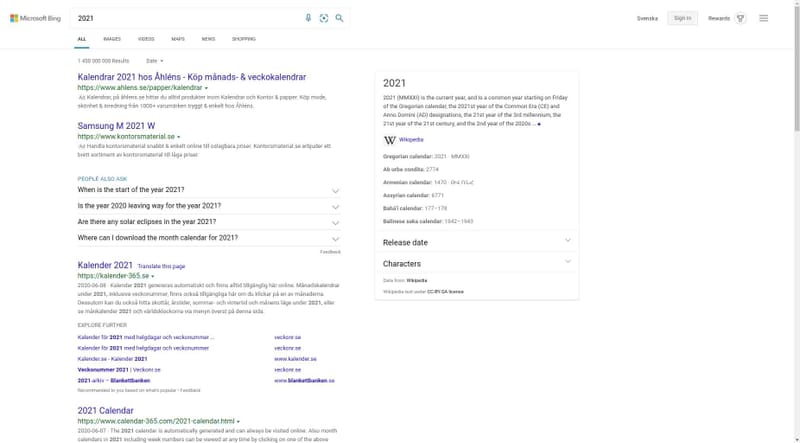 Microsoft Bing
2021
Svenska
Sign in
Rewards
ALL
IMAGES
VIDEOS
MAPS
NEWS
SHOPPING
1 450 000 000 Results
Date
Kalendrar 2021 hos Åhléns - Köp månads- & veckokalendrar
https://www.ahlens.se/papper/kalendrar
Ad Kalendrar, på åhlens.se hittar du alltid produkter inom Kalendrar och Kontor & papper. Köp mode,
skönhet & inredning från 1000+ varumärken tryggt & enkelt hos Åhléns.
Samsung M 2021 W
https://www.kontorsmaterial.se
Ad Handla kontorsmaterial snabbt & enkelt online till oslagbara priser. Kontorsmaterial.se erbjuder ett
brett sortiment av kontorsmaterial till låga priser.
PEOPLE ALSO ASK
When is the start of the year 2021?
Is the year 2020 leaving way for the year 2021?
Are there any solar eclipses in the year 2021?
Where can I download the month calendar for 2021?
Feedback
Kalender 2021 Translate this page
https://kalender-365.se
2020-06-08 · Kalender 2021 genereras automatiskt och finns alltid tillgänglig här online. Månadskalendrar
under 2021, inklusive veckonummer, finns också tillgängliga här om du klickar på en av månaderna.
Dessutom kan du också hitta skottår, årstider, sommar- och vintertid och månens läge under 2021, eller
se månkalender 2021 och världsklockorna via menyn överst på denna sida.
EXPLORE FURTHER
Kalender för 2021 med helgdagar och veckonummer ... veckonr.se
Kalender för 2021 med helgdagar och veckonummer veckonr.se
Kalender.se - Kalender 2021 www.kalender.se
Veckonummer 2021 | Veckonr.se veckonr.se
2021-arkiv – Blankettbanken www.blankettbanken.se
Recommended to you based on what's popular • Feedback
2021 Calendar
https://www.calendar-365.com/2021-calendar.html
2020-06-07 · The 2021 calendar is automatically generated and can always be visited online. Also month
calendars in 2021 including week numbers can be viewed at any time by clicking on one of the above
2021
2021 (MMXXI) is the current year, and is a common year starting on Friday
of the Gregorian calendar, the 2021st year of the Common Era (CE) and
Anno Domini (AD) designations, the 21st year of the 3rd millennium, the
21st year of the 21st century, and the 2nd year of the 2020s ...
W Wikipedia
Gregorian calendar: 2021 · MMXXI
Ab urbe condita: 2774
Armenian calendar: 1470 ·
Assyrian calendar: 6771
Bahá'í calendar: 177–178
Balinese saka calendar: 1942–1943
Release date
Characters
Data from: Wikipedia
Wikipedia text under CC-BY-SA license